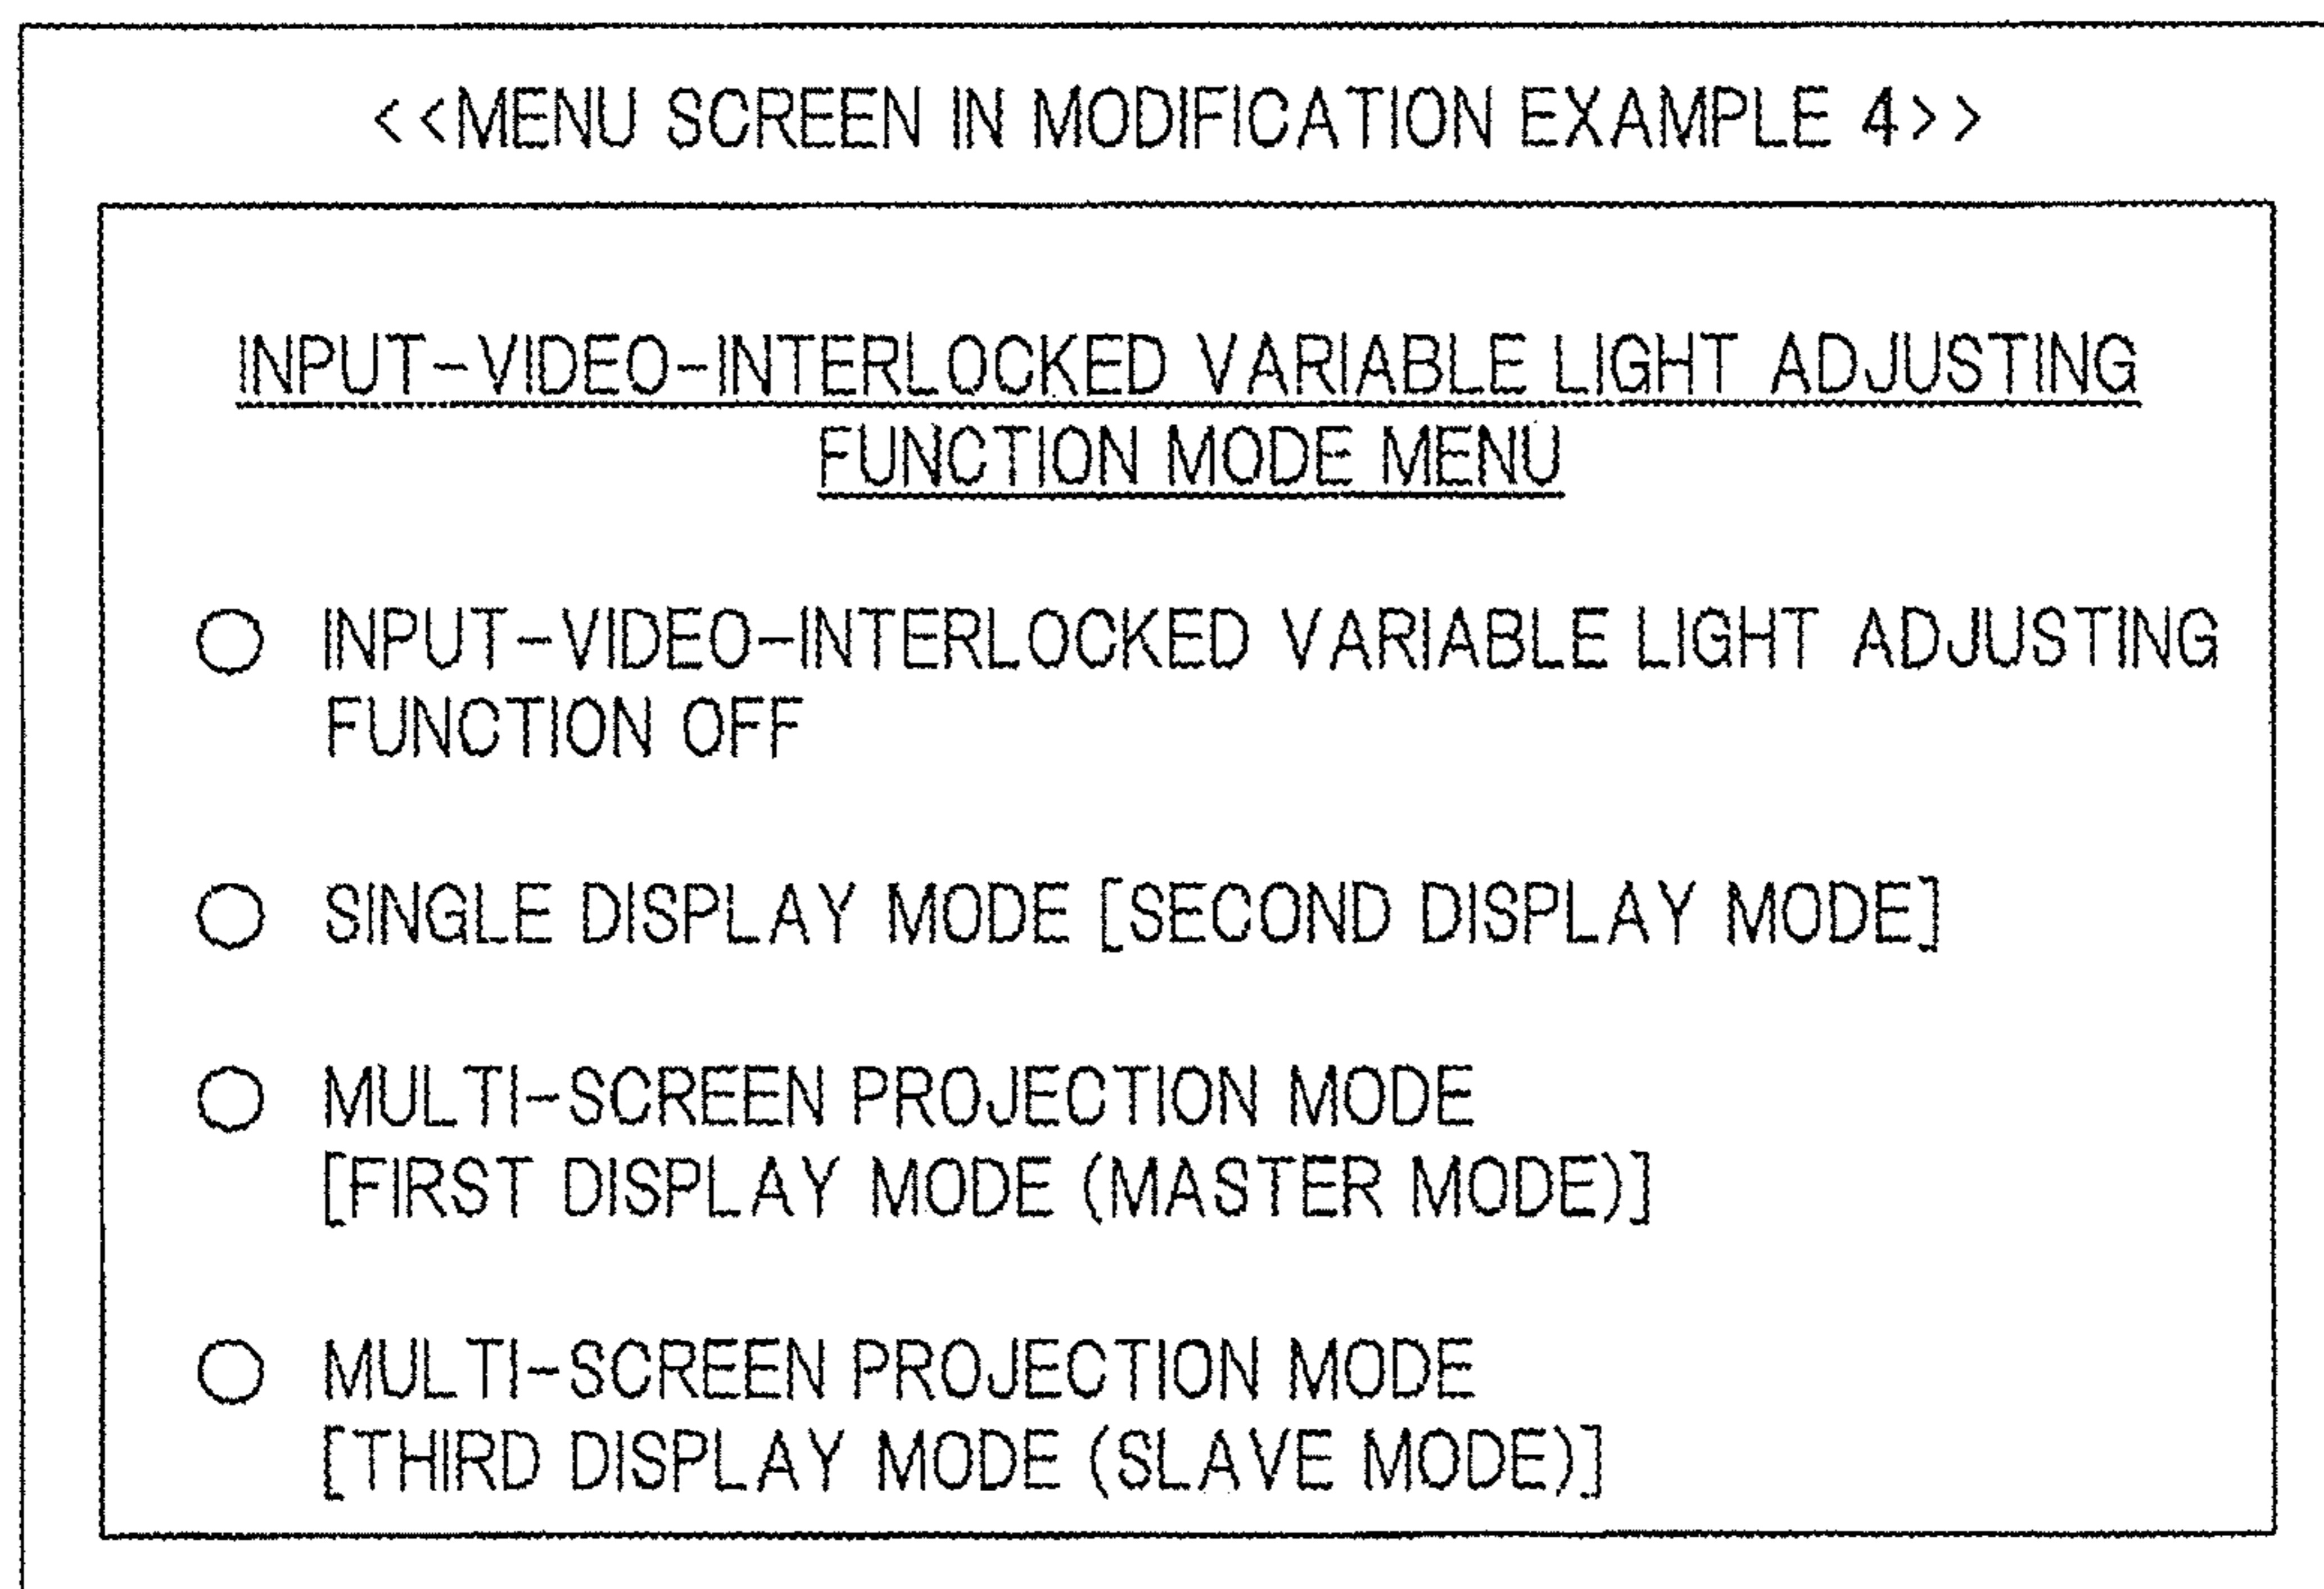 <<MENU SCREEN IN MODIFICATION EXAMPLE 4>>
INPUT-VIDEO-INTERLOCKED VARIABLE LIGHT ADJUSTING
FUNCTION MODE MENU
INPUT-VIDEO-INTERLOCKED VARIABLE LIGHT ADJUSTING
FUNCTION OFF
SINGLE DISPLAY MODE [SECOND DISPLAY MODE]
MULTI-SCREEN PROJECTION MODE
[FIRST DISPLAY MODE (MASTER MODE)]
MULTI-SCREEN PROJECTION MODE
[THIRD DISPLAY MODE (SLAVE MODE)]